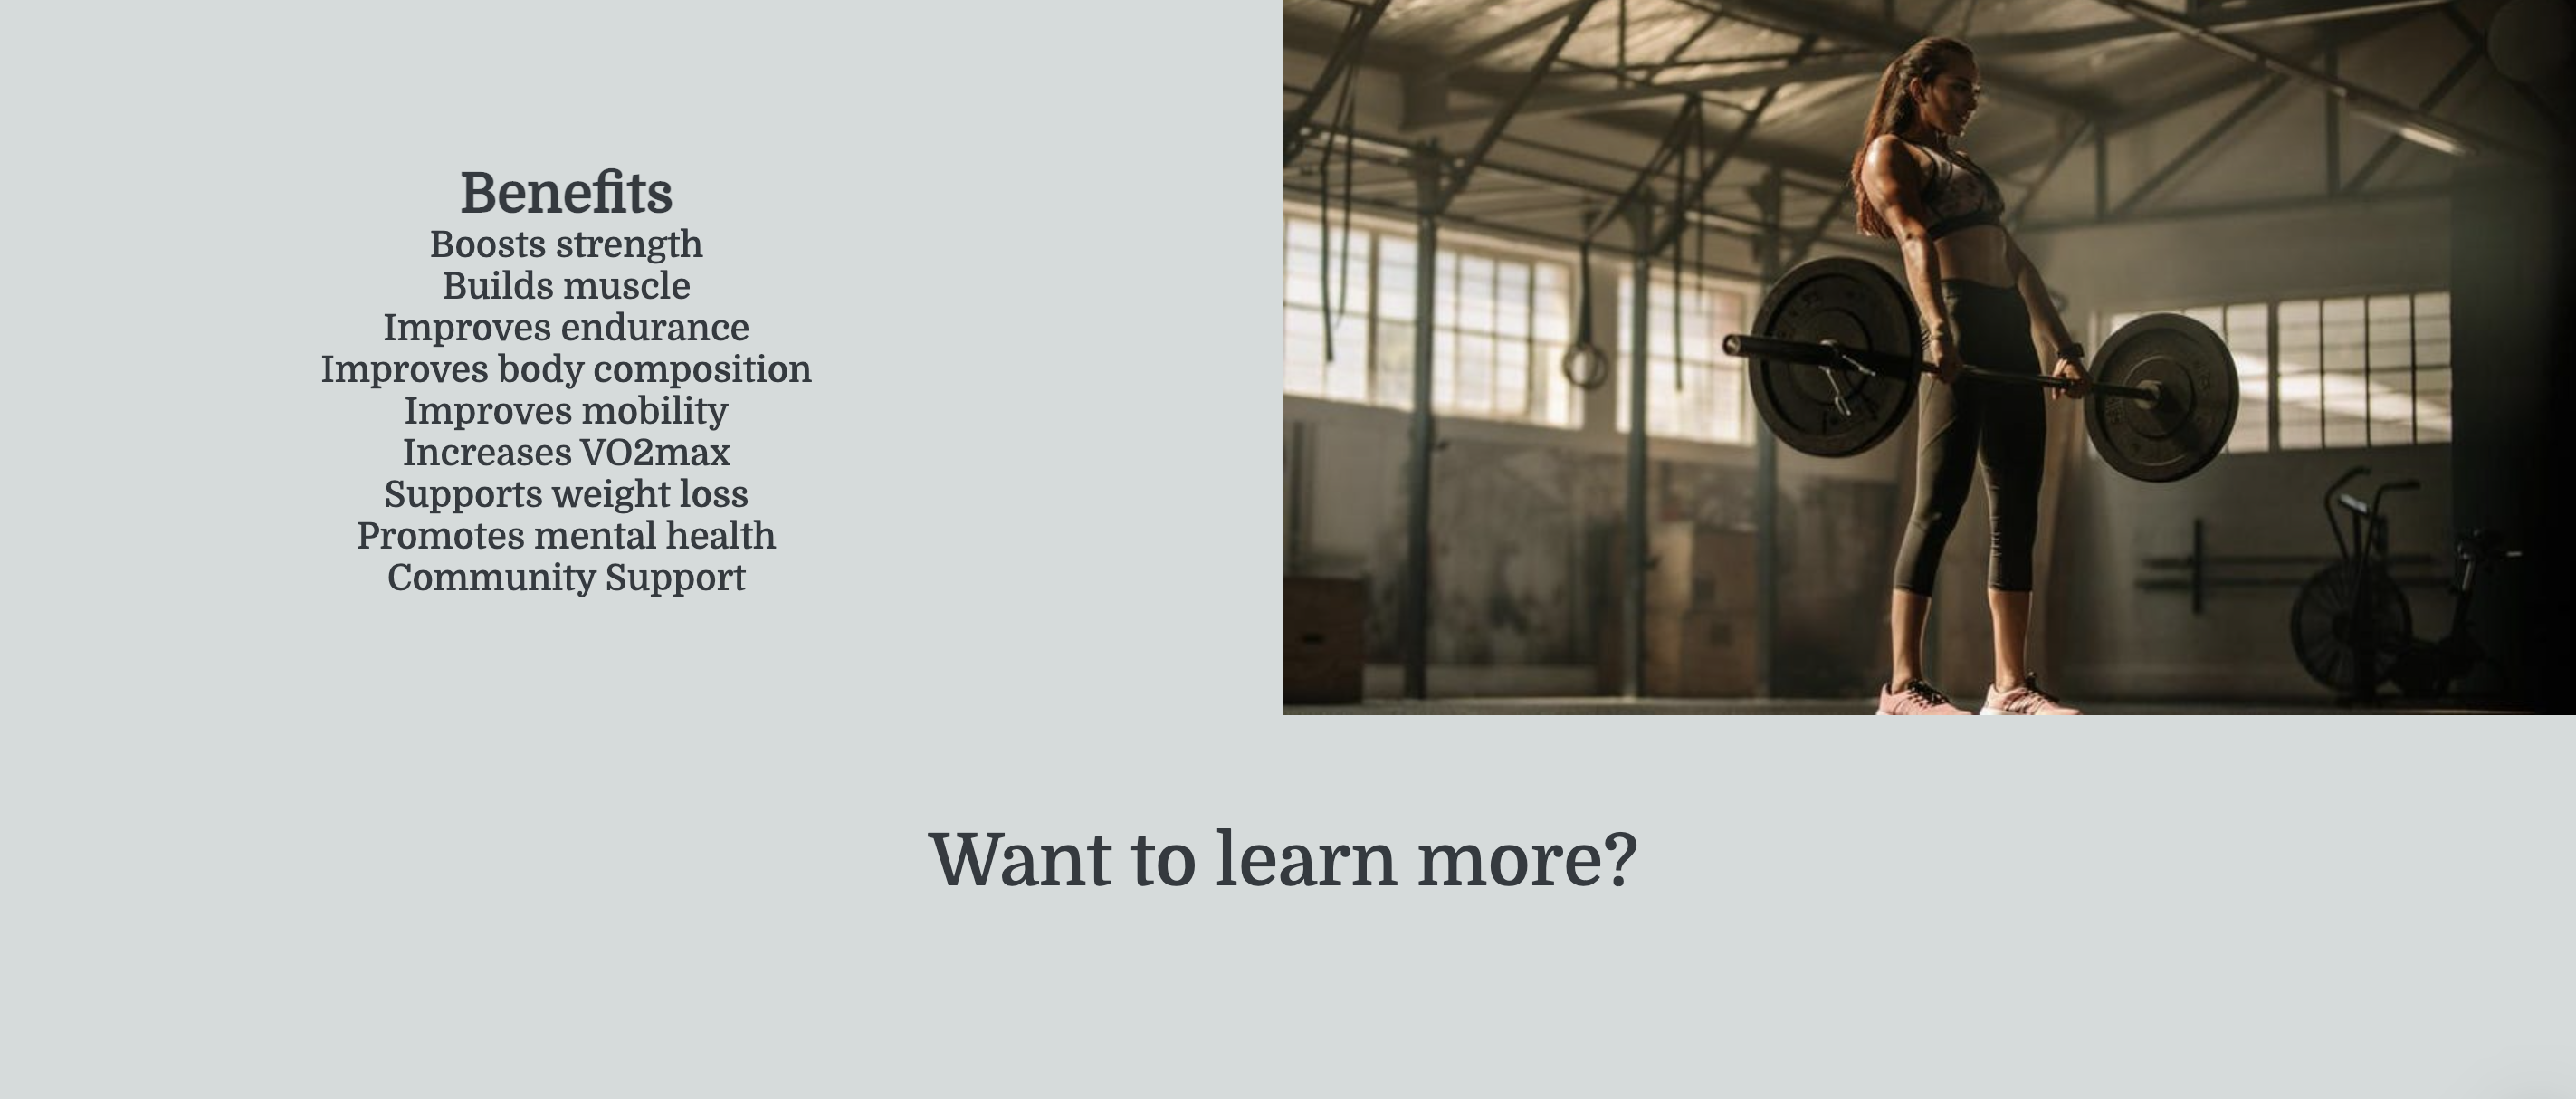 Benefits
Boosts strength
Builds muscle
Improves endurance
Improves body composition
Improves mobility
Increases VO2max
Supports weight loss
Promotes mental health
Community Support
Want to learn more?